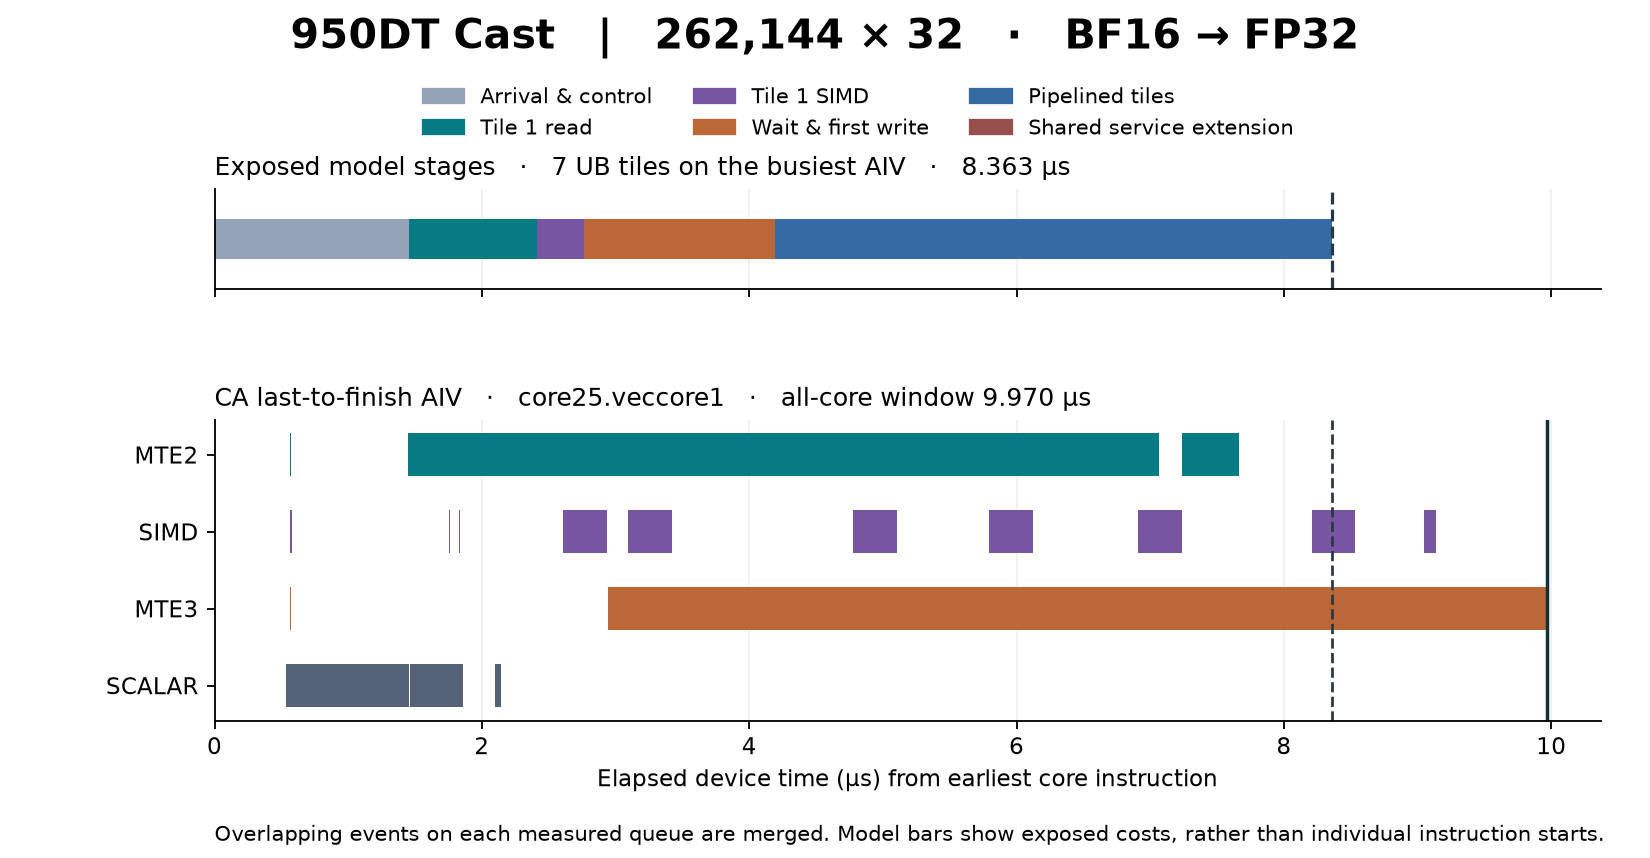 950DT Cast | 262,144 × 32 · BF16 → FP32
Arrival & control
Tile 1 SIMD
Pipelined tiles
Tile 1 read
Wait & first write
Shared service extension
Exposed model stages · 7 UB tiles on the busiest AIV · 8.363 µs
CA last-to-finish AIV · core25.veccore1 · all-core window 9.970 µs
MTE2
SIMD
MTE3
SCALAR
0 2 4 6 8 10
Elapsed device time (µs) from earliest core instruction
Overlapping events on each measured queue are merged. Model bars show exposed costs, rather than individual instruction starts.